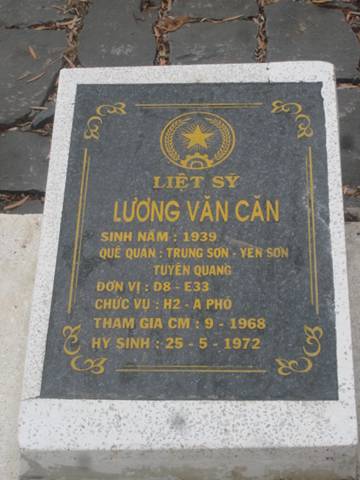 LIỆT SỸ
LƯƠNG VĂN CĂN
SINH NĂM : 1939
QUÊ QUÁN : TRUNG SƠN - YÊN SƠN
TUYÊN QUANG
ĐƠN VỊ : D8 - E33
CHỨC VỤ : H2 - A PHÓ
THAM GIA CM : 9 - 1968
HY SINH : 25 - 5 - 1972